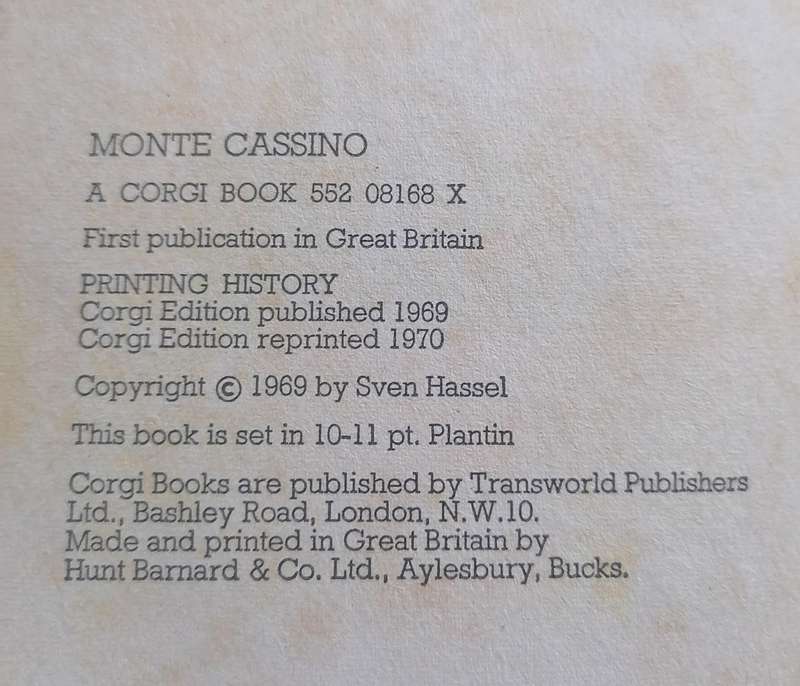 MONTE CASSINO
A CORGI BOOK 552 08168 X
First publication in Great Britain
PRINTING HISTORY
Corgi Edition published 1969
Corgi Edition reprinted 1970
Copyright © 1969 by Sven Hassel
This book is set in 10-11 pt. Plantin
Corgi Books are published by Transworld Publishers
Ltd., Bashley Road, London, N.W.10.
Made and printed in Great Britain by
Hunt Barnard & Co. Ltd., Aylesbury, Bucks.